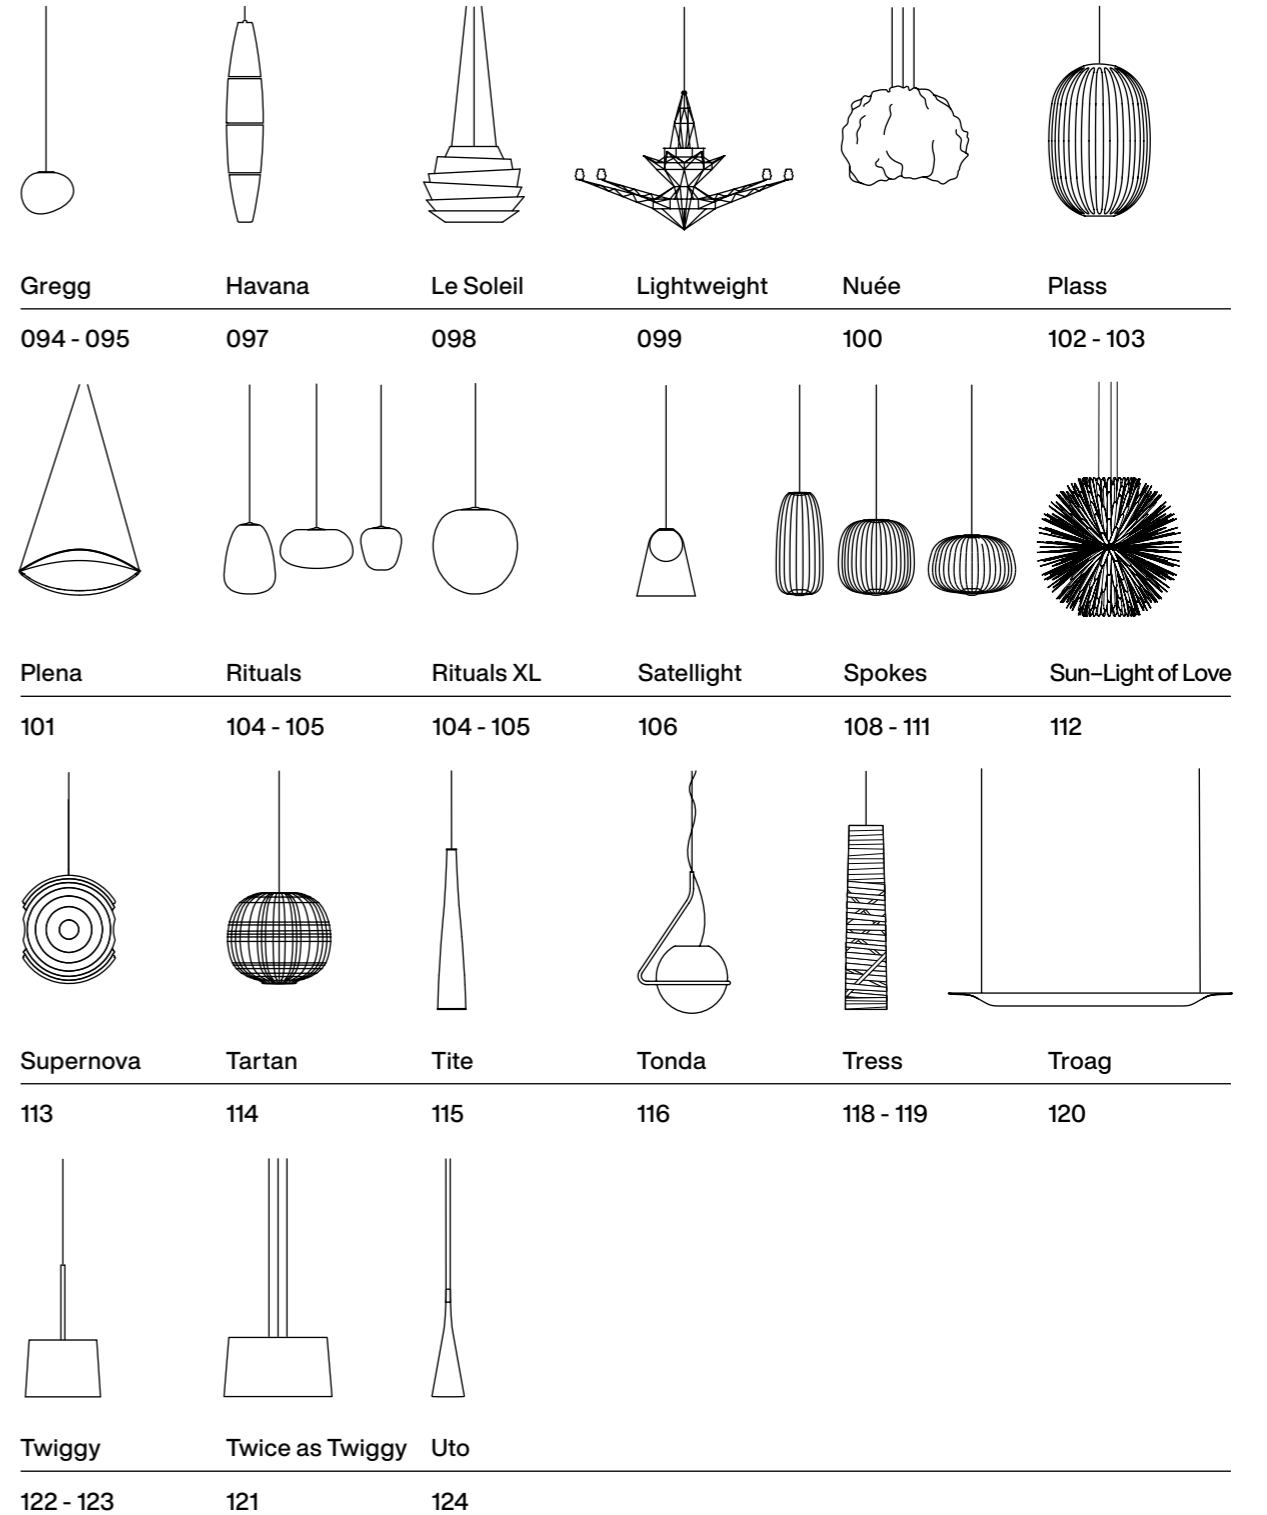 Gregg Havana Le Soleil Lightweight Nuée Plass
094 - 095 097 098 099 100 102 - 103
Plena Rituals Rituals XL Satellight Spokes Sun–Light of Love
101 104 - 105 104 - 105 106 108 - 111 112
Supernova Tartan Tite Tonda Tress Troag
113 114 115 116 118 - 119 120
Twiggy Twice as Twiggy Uto
122 - 123 121 124